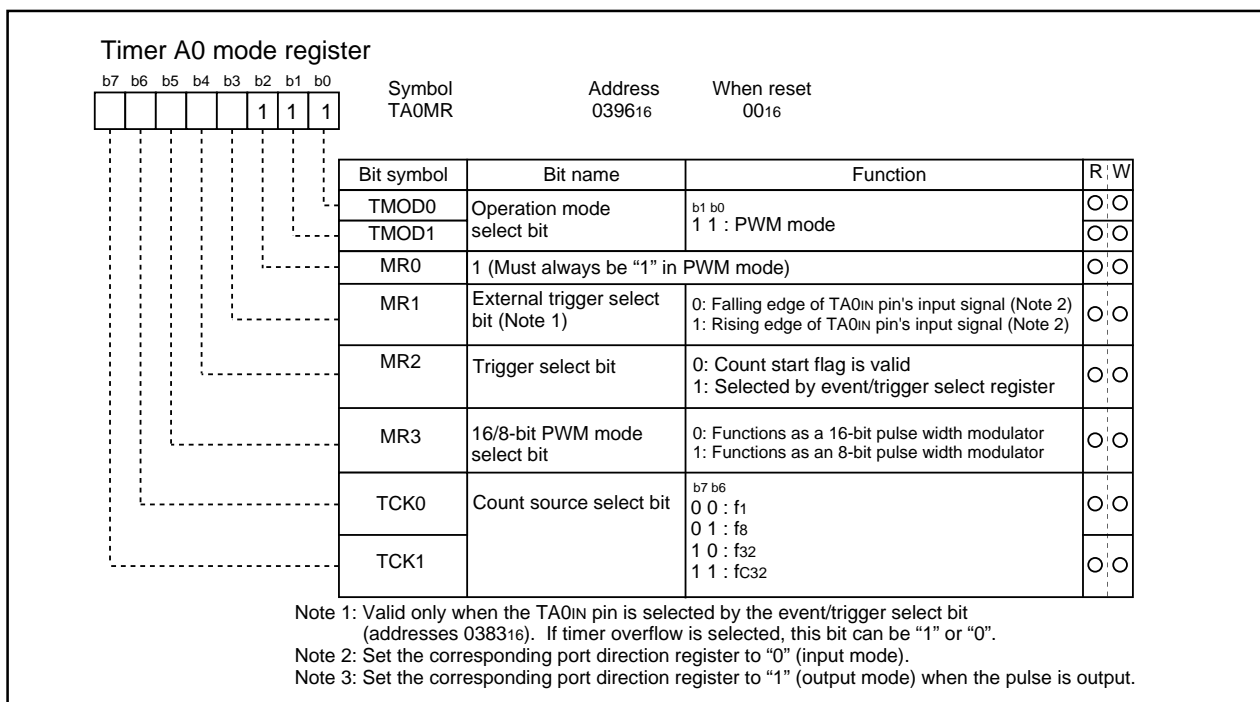 Timer A0 mode register
b7 b6 b5 b4 b3 b2 b1 b0
1 1 1
Symbol Address When reset
TA0MR 039616 0016
Bit symbol Bit name Function R W
TMOD0 Operation mode select bit b1 b0
1 1 : PWM mode
TMOD1
MR0 1 (Must always be “1” in PWM mode)
MR1 External trigger select bit (Note 1) 0: Falling edge of TA0IN pin's input signal (Note 2)
1: Rising edge of TA0IN pin's input signal (Note 2)
MR2 Trigger select bit 0: Count start flag is valid
1: Selected by event/trigger select register
MR3 16/8-bit PWM mode select bit 0: Functions as a 16-bit pulse width modulator
1: Functions as an 8-bit pulse width modulator
TCK0 Count source select bit b7 b6
0 0 : f1
0 1 : f8
TCK1 1 0 : f32
1 1 : fC32
Note 1: Valid only when the TA0IN pin is selected by the event/trigger select bit
(addresses 038316). If timer overflow is selected, this bit can be “1” or “0”.
Note 2: Set the corresponding port direction register to “0” (input mode).
Note 3: Set the corresponding port direction register to “1” (output mode) when the pulse is output.